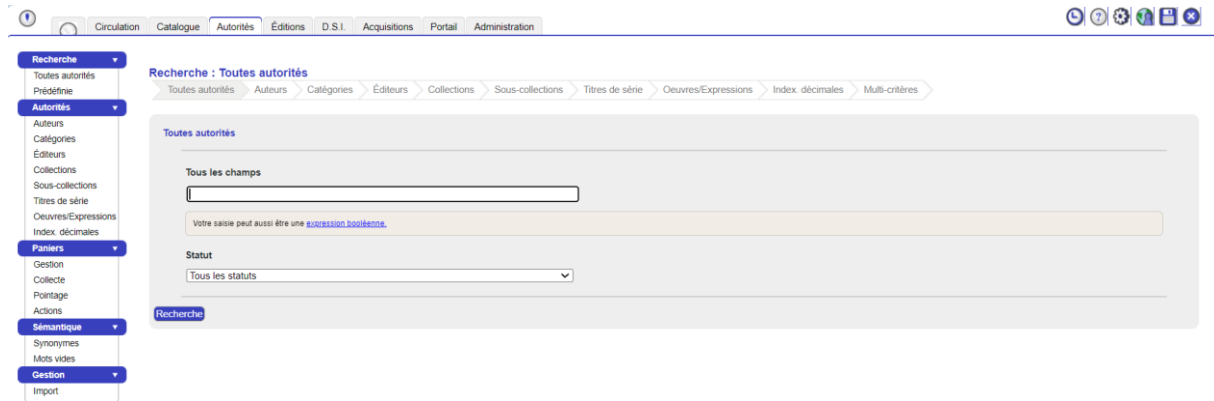 Circulation Catalogue Autorités Éditions D.S.I. Acquisitions Portail Administration
Recherche
Toutes autorités
Prédéfinie
Autorités
Auteurs
Catégories
Éditeurs
Collections
Sous-collections
Titres de série
Oeuvres/Expressions
Index. décimales
Paniers
Gestion
Collecte
Pointage
Actions
Sémantique
Synonymes
Mots vides
Gestion
Import
Recherche : Toutes autorités
Toutes autorités Auteurs Catégories Éditeurs Collections Sous-collections Titres de série Oeuvres/Expressions Index. décimales Multi-critères
Toutes autorités
Tous les champs
Votre saisie peut aussi être une expression booléenne.
Statut
Tous les statuts
Recherche